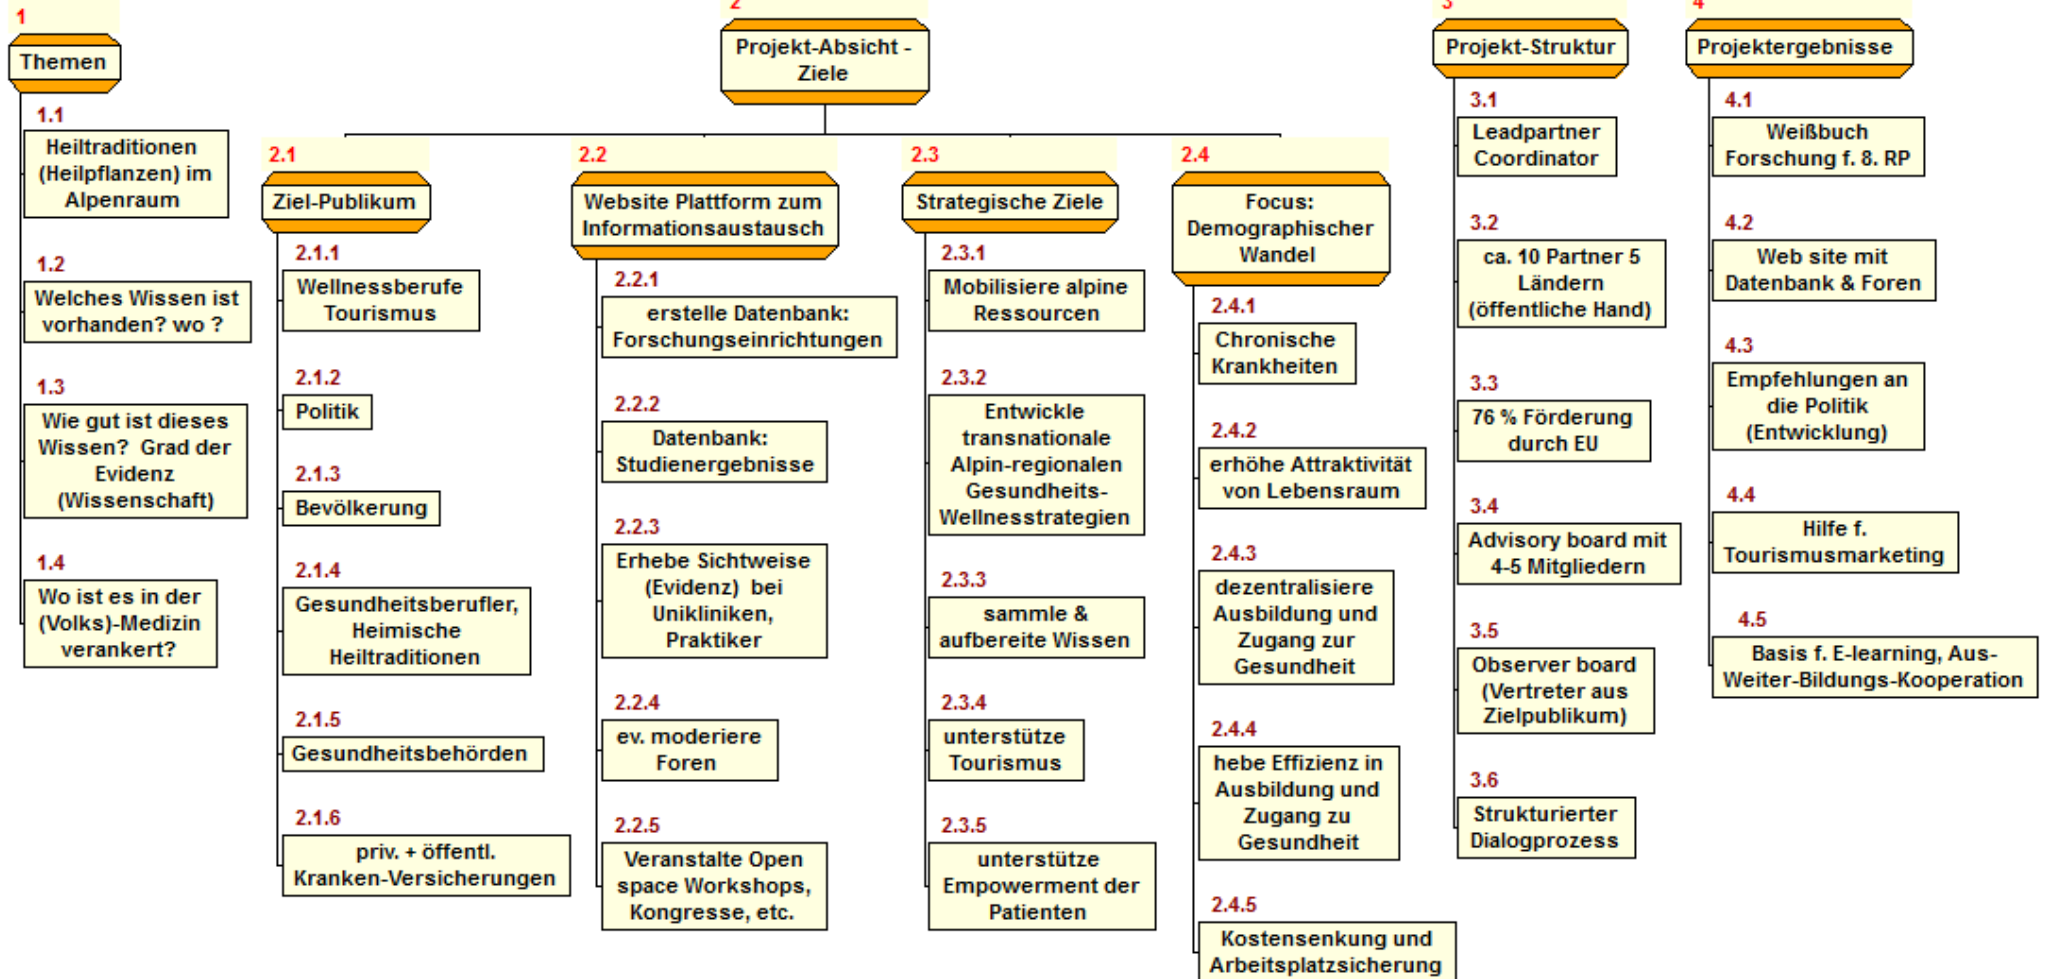 1
Themen
1.1
Heiltraditionen
(Heilpflanzen) im
Alpenraum
1.2
Welches Wissen ist
vorhanden? wo ?
1.3
Wie gut ist dieses
Wissen? Grad der
Evidenz
(Wissenschaft)
1.4
Wo ist es in der
(Volks)-Medizin
verankert?
2
Projekt-Absicht -
Ziele
2.1
Ziel-Publikum
2.1.1
Wellnessberufe
Tourismus
2.1.2
Politik
2.1.3
Bevölkerung
2.1.4
Gesundheitsberufler,
Heimische
Heiltraditionen
2.1.5
Gesundheitsbehörden
2.1.6
priv. + öffentl.
Kranken-Versicherungen
2.2
Website Plattform zum
Informationsaustausch
2.2.1
erstelle Datenbank:
Forschungseinrichtungen
2.2.2
Datenbank:
Studienergebnisse
2.2.3
Erhebe Sichtweise
(Evidenz) bei
Unikliniken,
Praktiker
2.2.4
ev. moderiere
Foren
2.2.5
Veranstalte Open
space Workshops,
Kongresse, etc.
2.3
Strategische Ziele
2.3.1
Mobilisiere alpine
Ressourcen
2.3.2
Entwickle
transnationale
Alpin-regionalen
Gesundheits-
Wellnesstrategien
2.3.3
sammle &
aufbereite Wissen
2.3.4
unterstütze
Tourismus
2.3.5
unterstütze
Empowerment der
Patienten
2.4
Focus:
Demographischer
Wandel
2.4.1
Chronische
Krankheiten
2.4.2
erhöhe Attraktivität
von Lebensraum
2.4.3
dezentralisiere
Ausbildung und
Zugang zur
Gesundheit
2.4.4
hebe Effizienz in
Ausbildung und
Zugang zu
Gesundheit
2.4.5
Kostensenkung und
Arbeitsplatzsicherung
3
Projekt-Struktur
3.1
Leadpartner
Coordinator
3.2
ca. 10 Partner 5
Ländern
(öffentliche Hand)
3.3
76 % Förderung
durch EU
3.4
Advisory board mit
4-5 Mitgliedern
3.5
Observer board
(Vertreter aus
Zielpublikum)
3.6
Strukturierter
Dialogprozess
4
Projektergebnisse
4.1
Weißbuch
Forschung f. 8. RP
4.2
Web site mit
Datenbank & Foren
4.3
Empfehlungen an
die Politik
(Entwicklung)
4.4
Hilfe f.
Tourismusmarketing
4.5
Basis f. E-learning, Aus-
Weiter-Bildungs-Kooperation